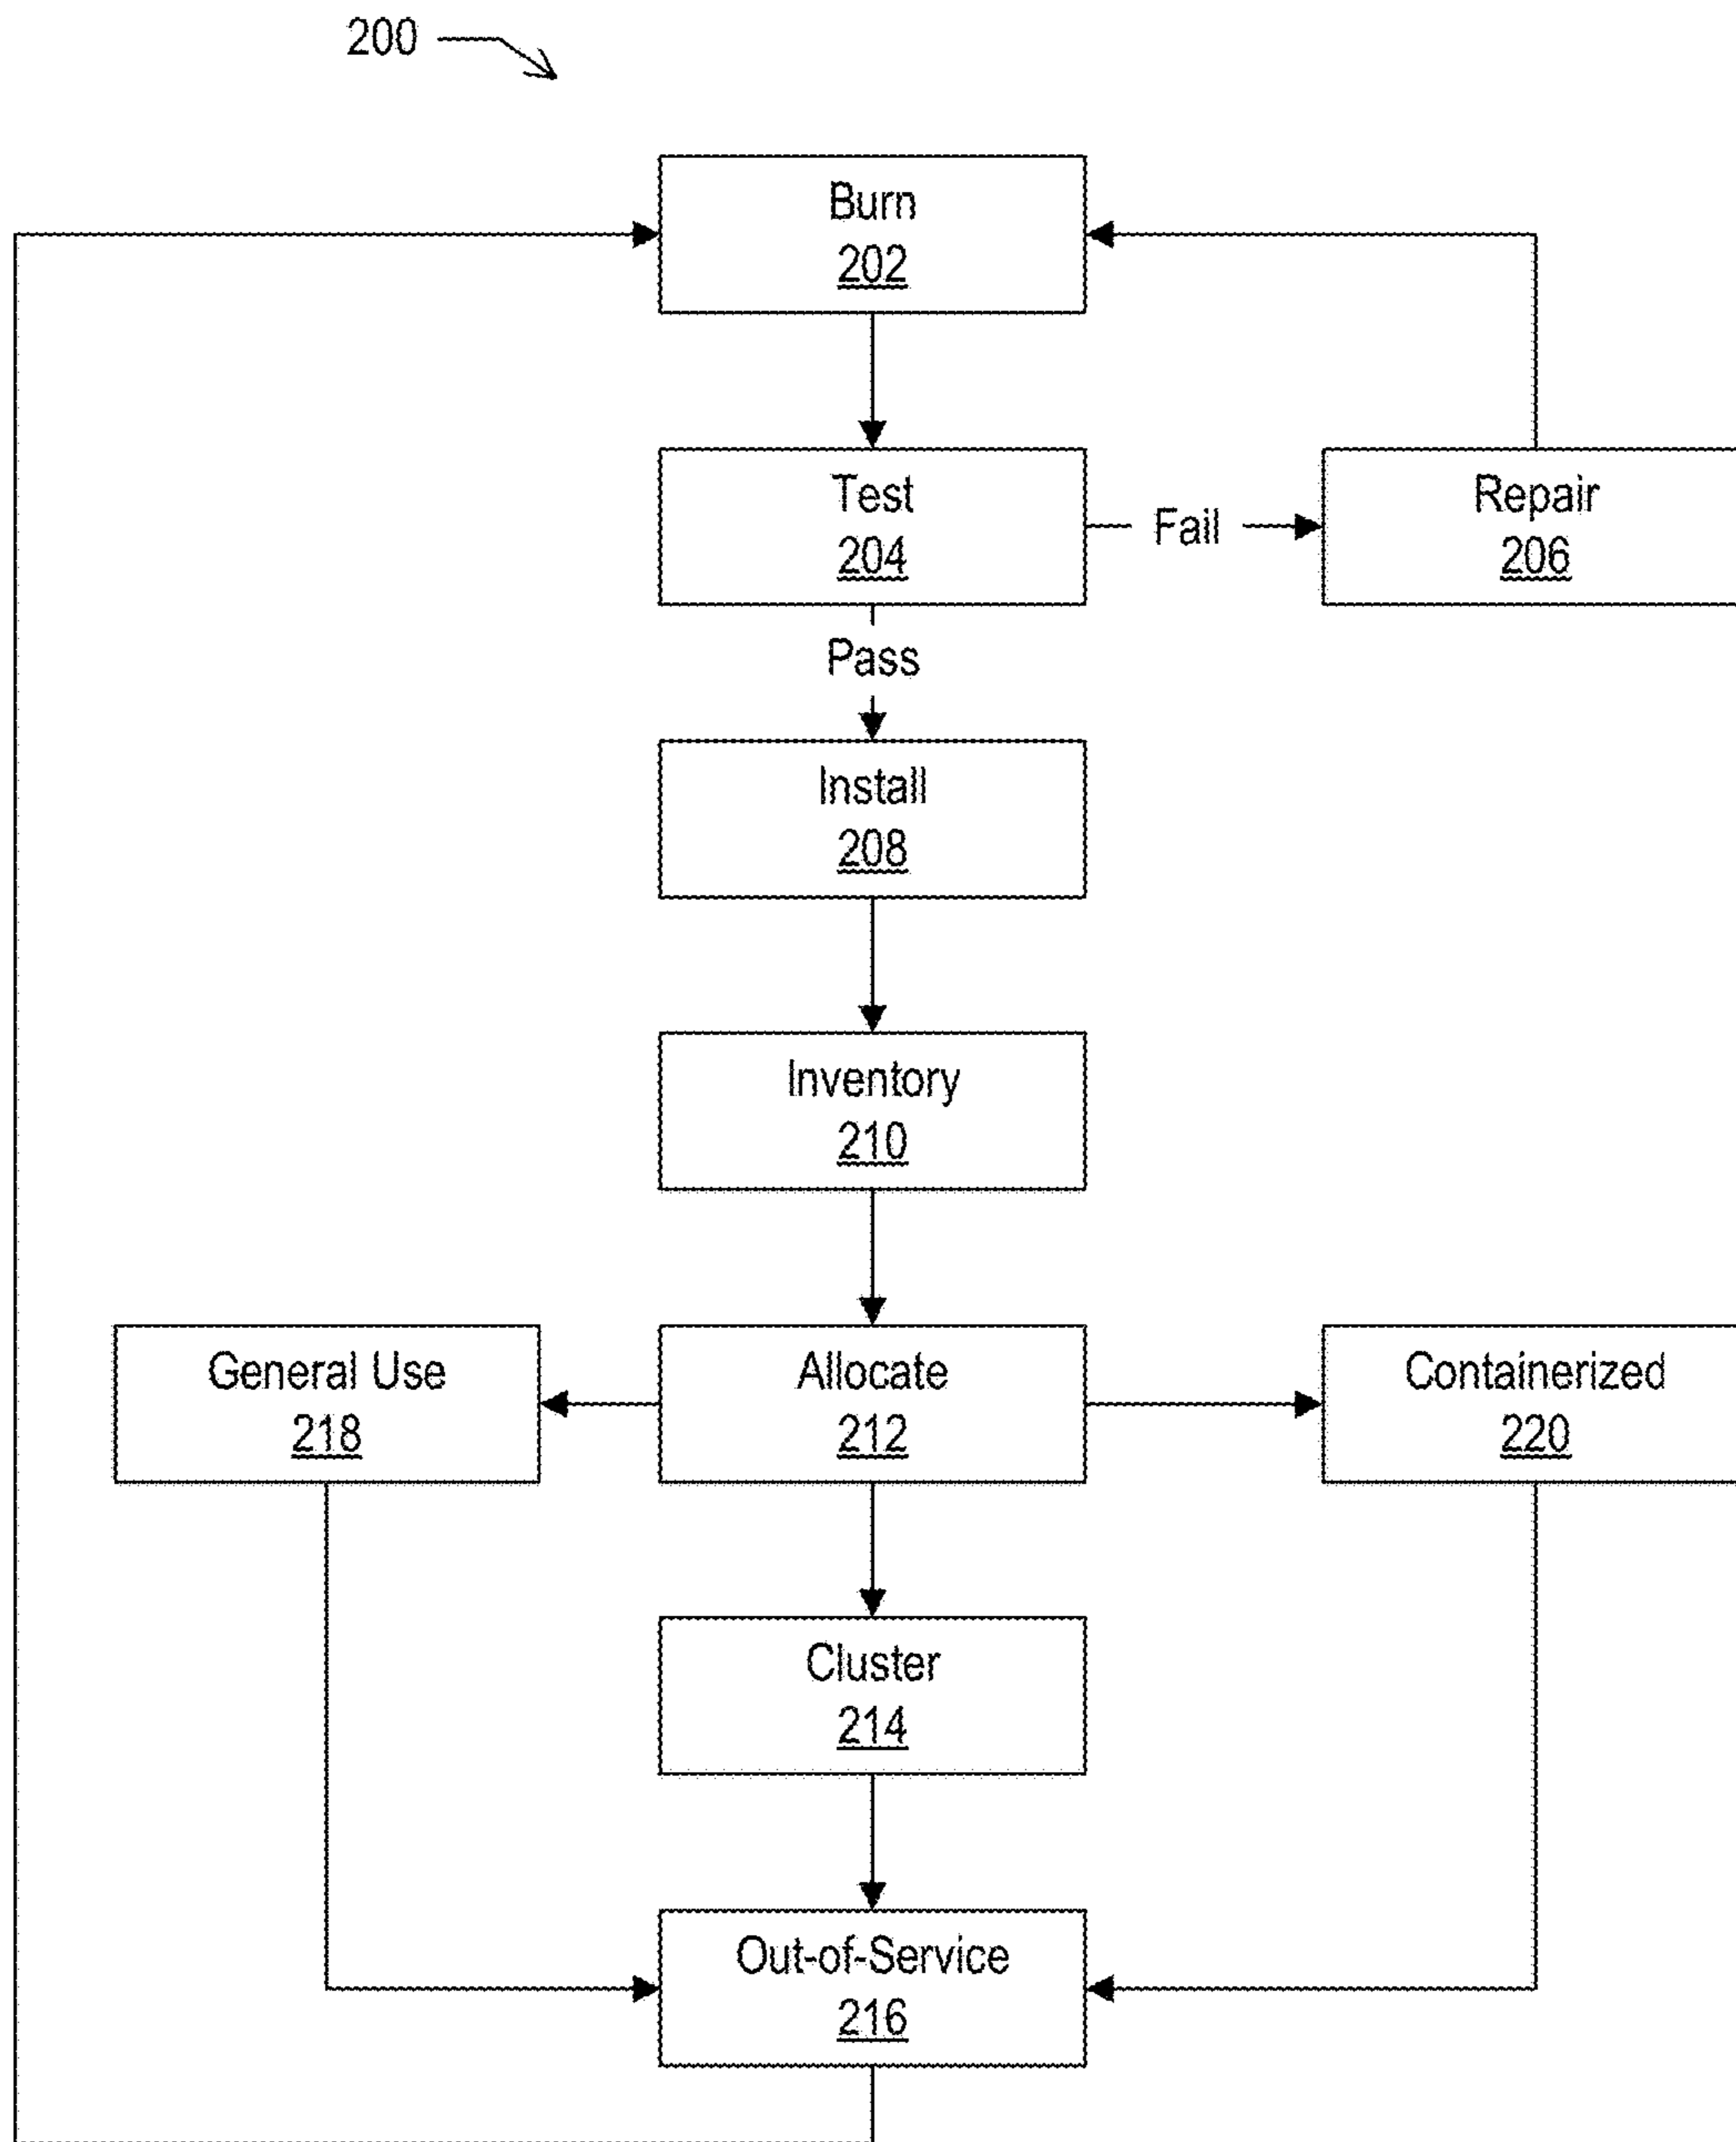 200
Burn
202
Test
204
Fail
Repair
206
Pass
Install
208
Inventory
210
General Use
218
Allocate
212
Containerized
220
Cluster
214
Out-of-Service
216